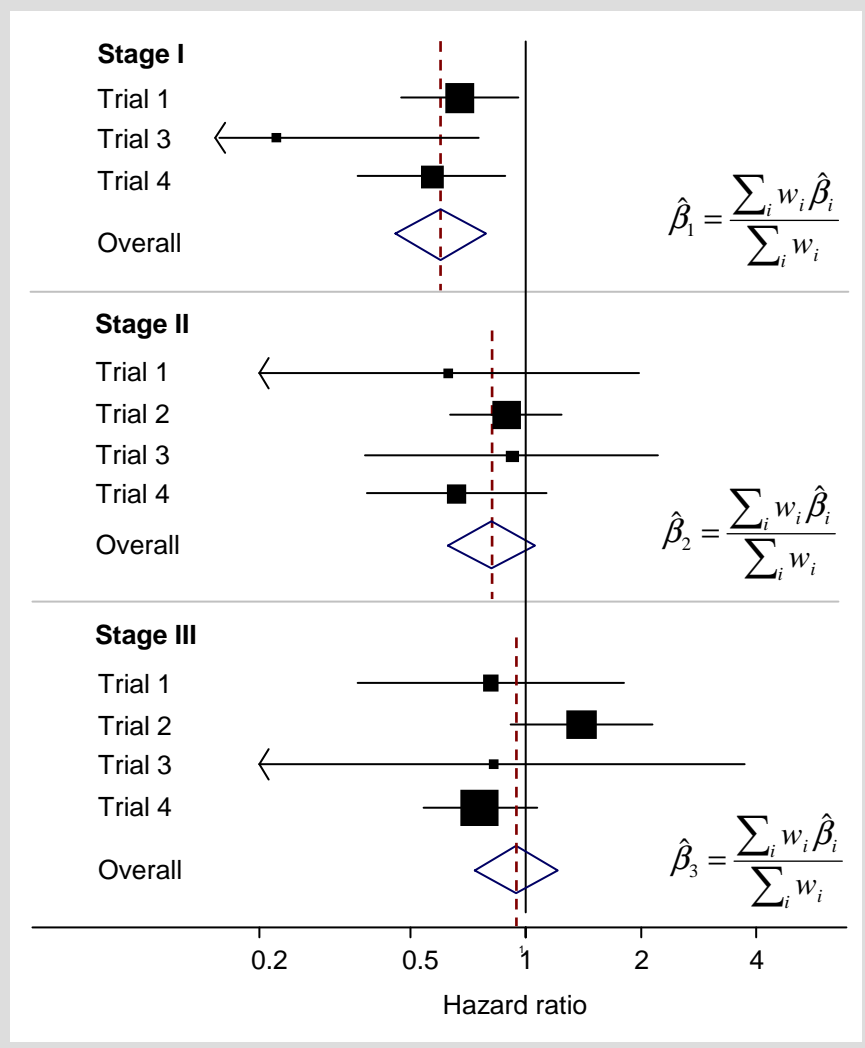 Stage I
Trial 1
Trial 3
Trial 4
Overall
β̂₁ = ∑ᵢ wᵢ β̂ᵢ / ∑ᵢ wᵢ
Stage II
Trial 1
Trial 2
Trial 3
Trial 4
Overall
β̂₂ = ∑ᵢ wᵢ β̂ᵢ / ∑ᵢ wᵢ
Stage III
Trial 1
Trial 2
Trial 3
Trial 4
Overall
β̂₃ = ∑ᵢ wᵢ β̂ᵢ / ∑ᵢ wᵢ
0.2 0.5 1 1 2 4
Hazard ratio